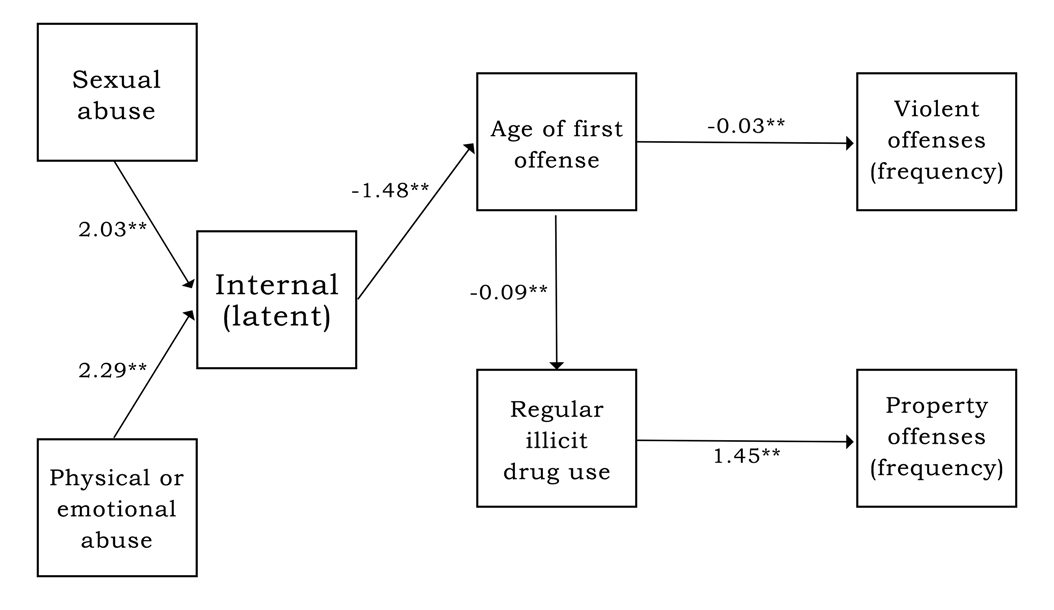 Sexual
abuse
2.03**
Internal
(latent)
2.29**
Physical or
emotional
abuse
-1.48**
Age of first
offense
-0.03**
Violent
offenses
(frequency)
-0.09**
Regular
illicit
drug use
1.45**
Property
offenses
(frequency)